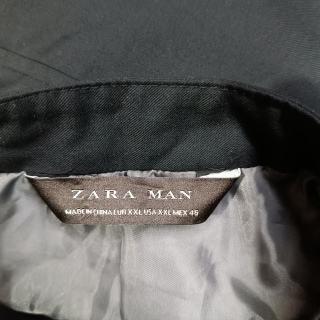 ZARA MAN
MADE IN CHINA EUR XXL USA XXL MEX 46